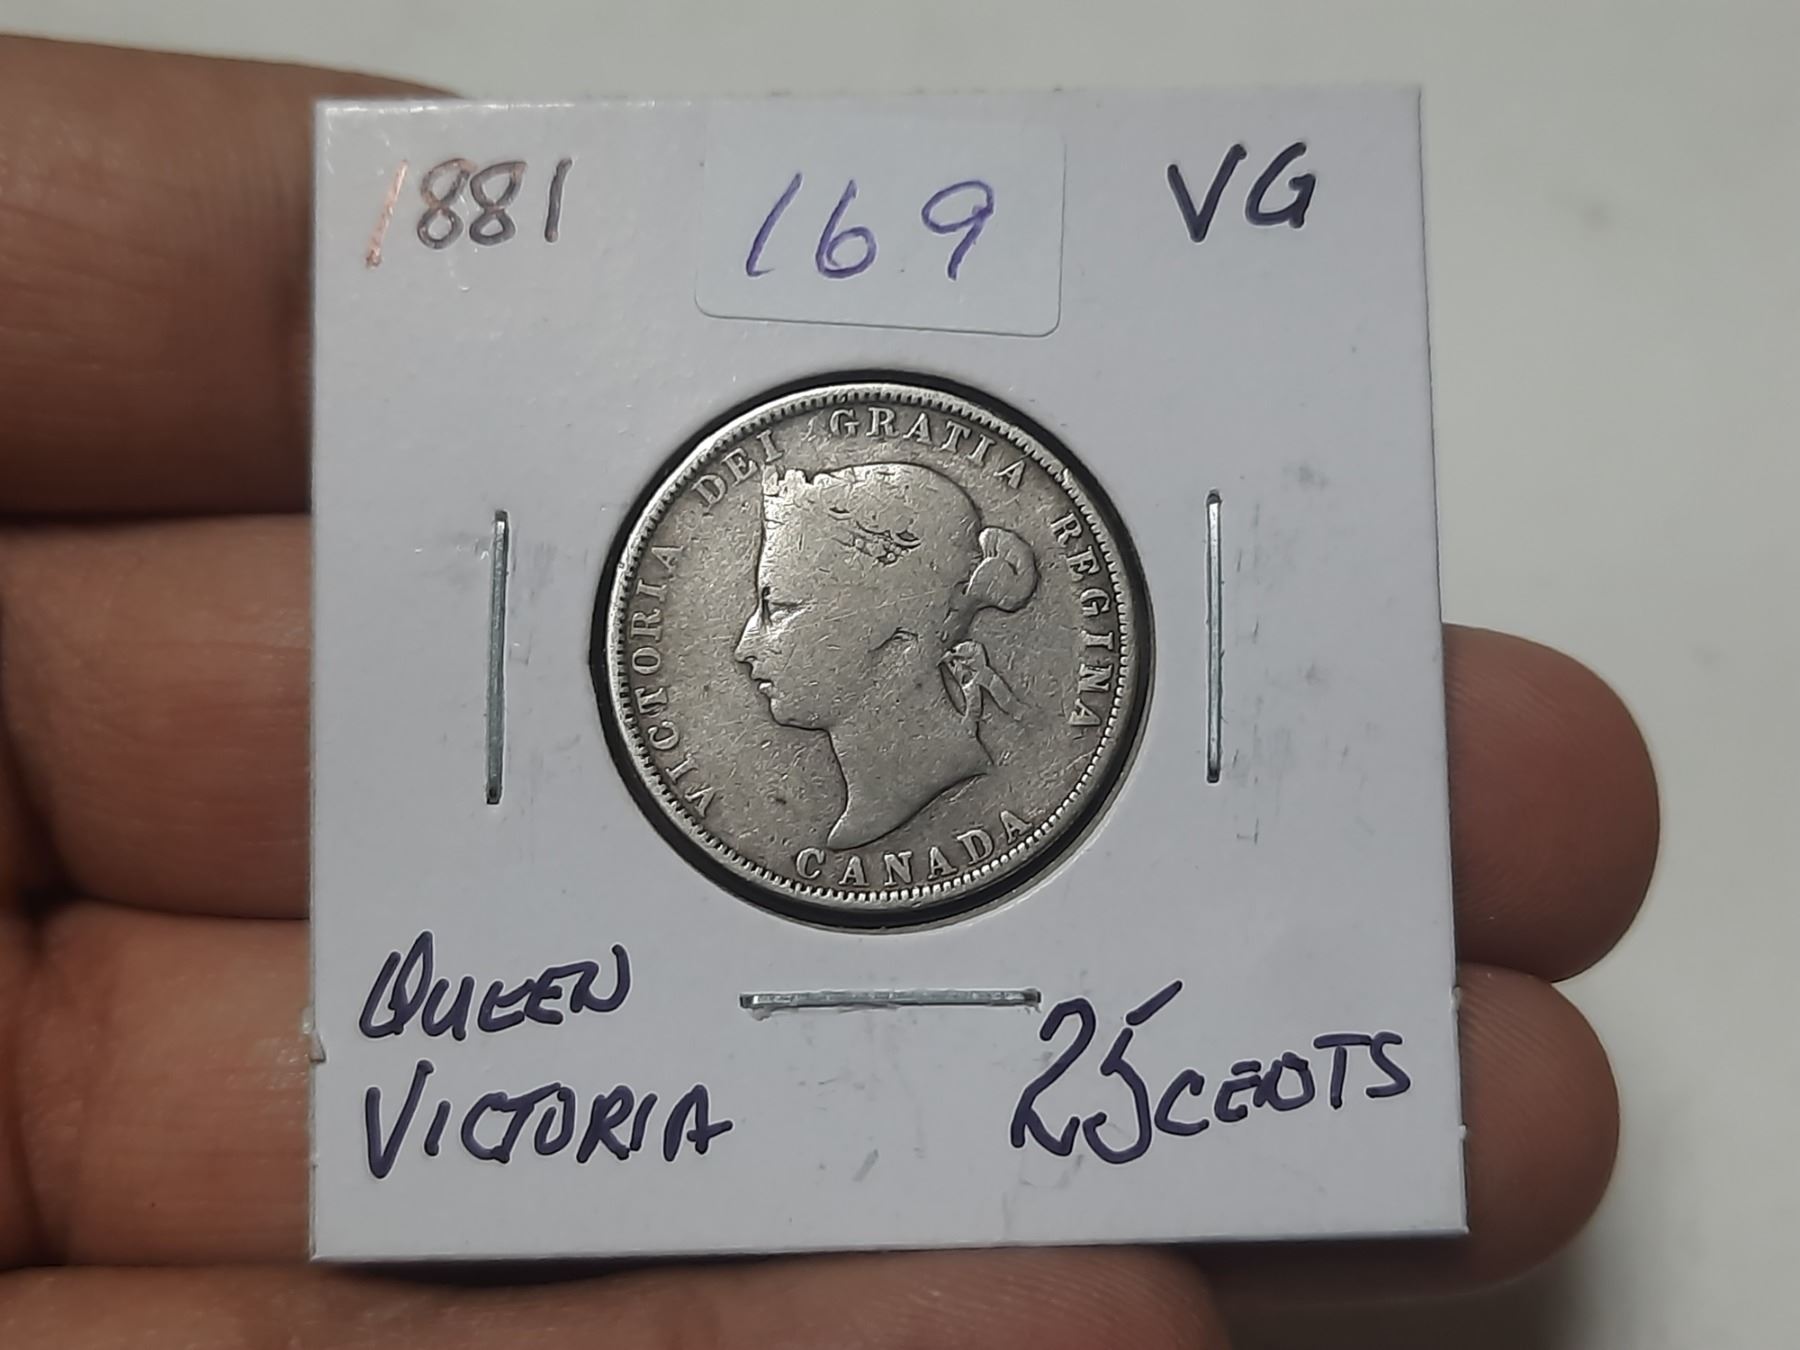 1881 169 VG
VICTORIA DEI GRATIA REGINA
CANADA
QUEEN
VICTORIA
25 CENTS